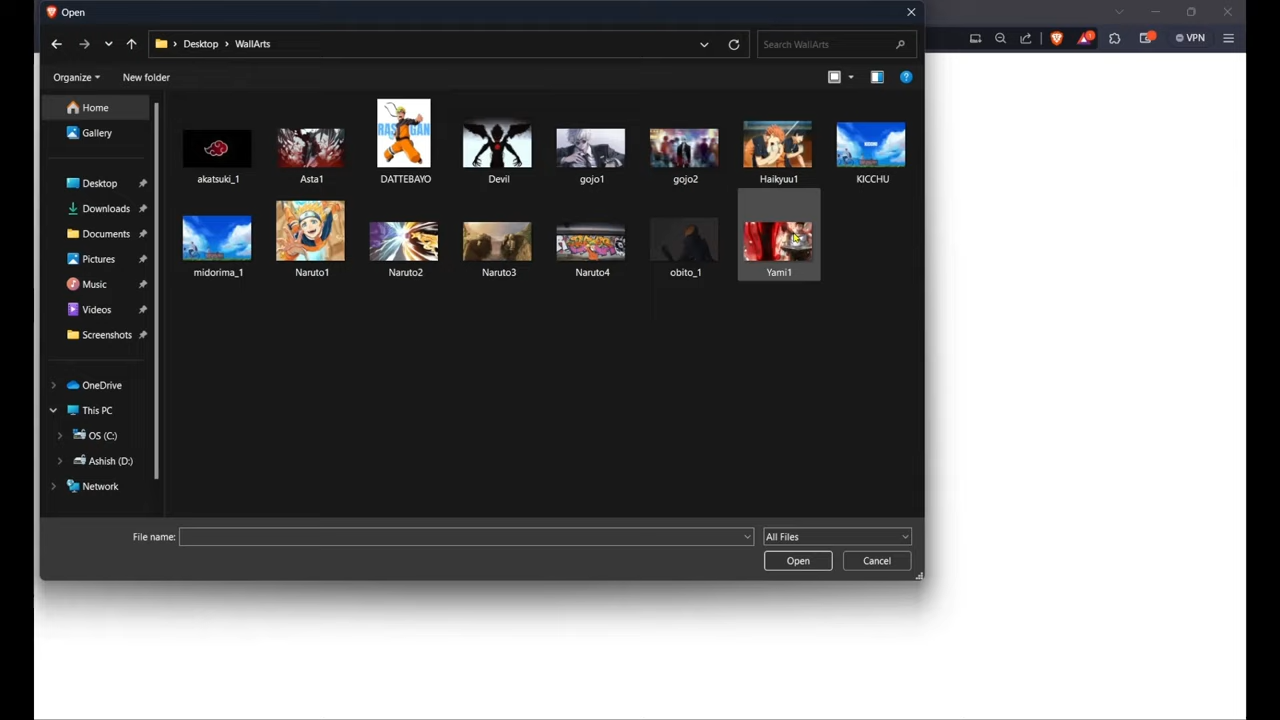 Open
VPN
Desktop
WallArts
Search WallArts
Organize
New folder
Home
Gallery
Desktop
Downloads
Documents
Pictures
Music
Videos
Screenshots
OneDrive
This PC
OS (C:)
Ashish (D:)
Network
akatsuki_1
Asta1
DATTEBAYO
Devil
gojo1
gojo2
Haikyuu1
KICCHU
midorima_1
Naruto1
Naruto2
Naruto3
Naruto4
obito_1
Yami1
File name:
All Files
Open
Cancel